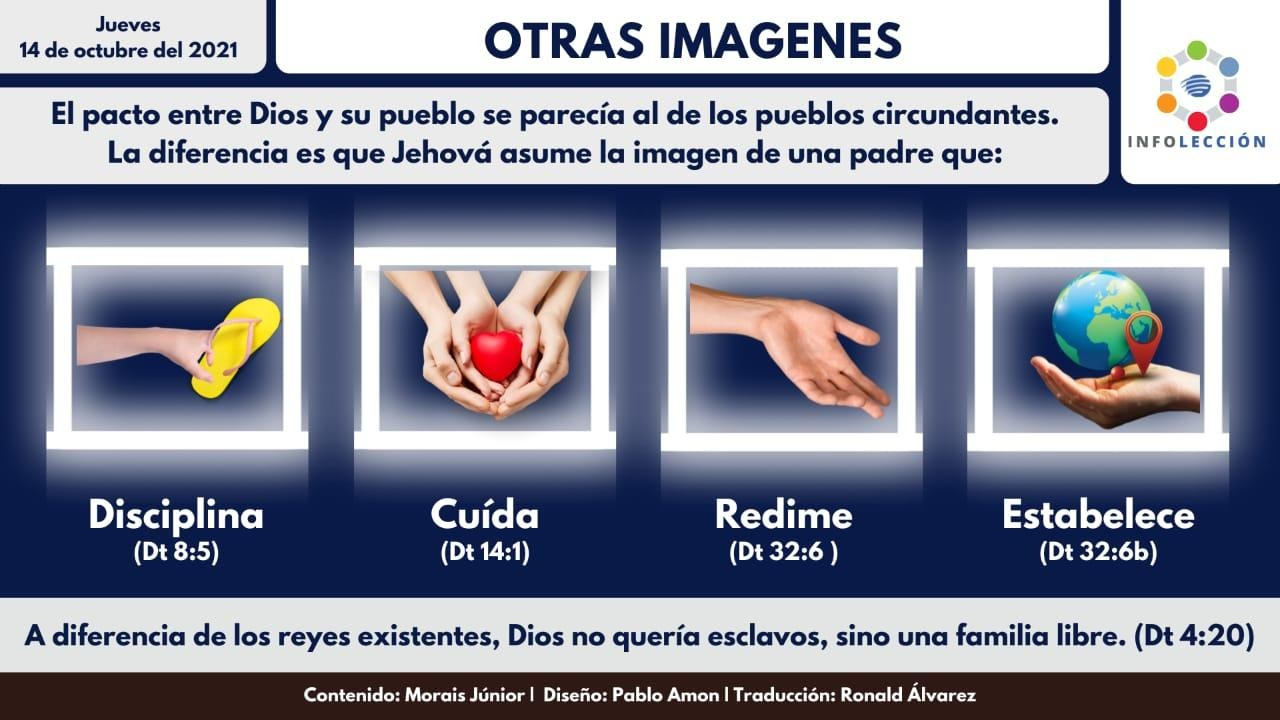 Jueves
14 de octubre del 2021
OTRAS IMAGENES
INFOLECCIÓN
El pacto entre Dios y su pueblo se parecía al de los pueblos circundantes.
La diferencia es que Jehová asume la imagen de una padre que:
Disciplina
(Dt 8:5)
Cuída
(Dt 14:1)
Redime
(Dt 32:6 )
Estabelece
(Dt 32:6b)
A diferencia de los reyes existentes, Dios no quería esclavos, sino una familia libre. (Dt 4:20)
Contenido: Morais Júnior | Diseño: Pablo Amon | Traducción: Ronald Álvarez